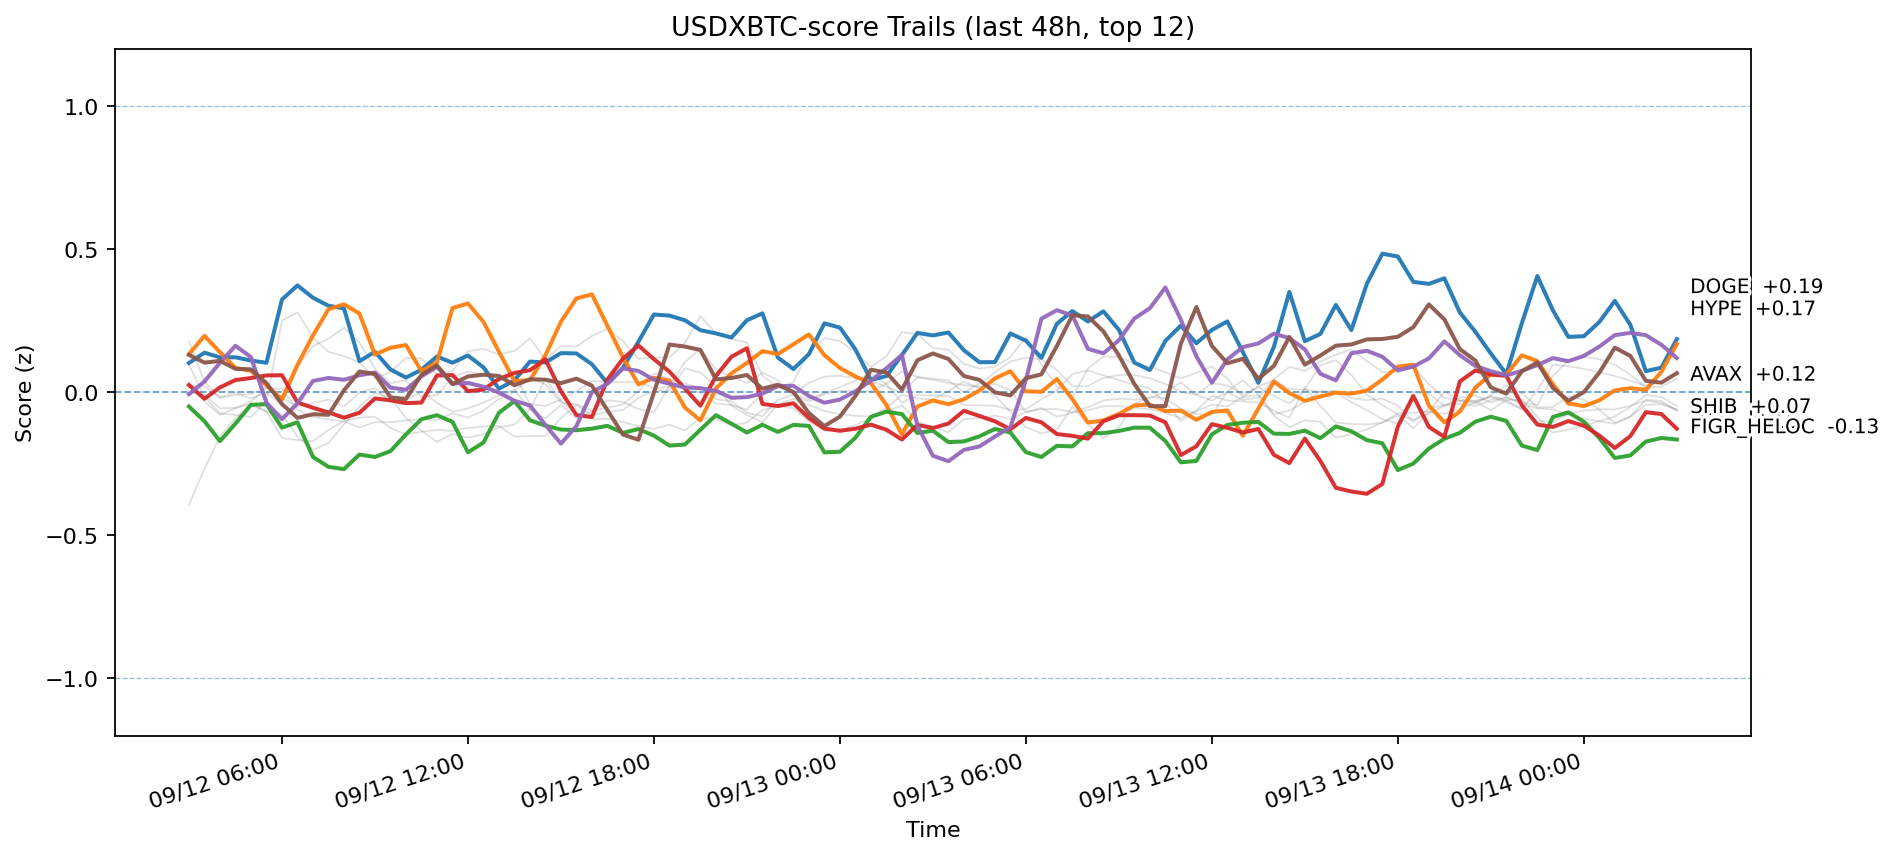 USDXBTC-score Trails (last 48h, top 12)
Score (z)
1.0
0.5
0.0
−0.5
−1.0
DOGE +0.19
HYPE +0.17
AVAX +0.12
SHIB +0.07
FIGR_HELOC -0.13
09/12 06:00
09/12 12:00
09/12 18:00
09/13 00:00
09/13 06:00
09/13 12:00
09/13 18:00
09/14 00:00
Time